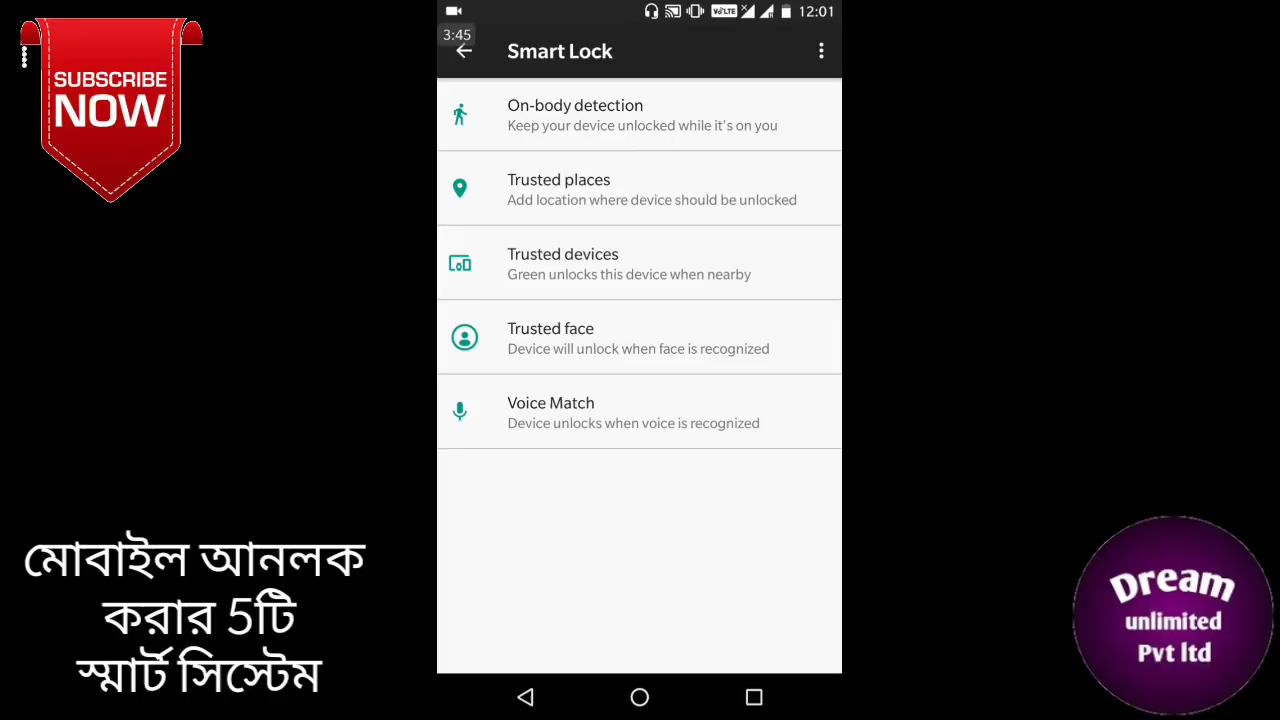 SUBSCRIBE
NOW
VoLTE 12:01
3:45
Smart Lock
On-body detection
Keep your device unlocked while it's on you
Trusted places
Add location where device should be unlocked
Trusted devices
Green unlocks this device when nearby
Trusted face
Device will unlock when face is recognized
Voice Match
Device unlocks when voice is recognized
মোবাইল আনলক
করার 5টি
স্মার্ট সিস্টেম
Dream
unlimited
Pvt ltd